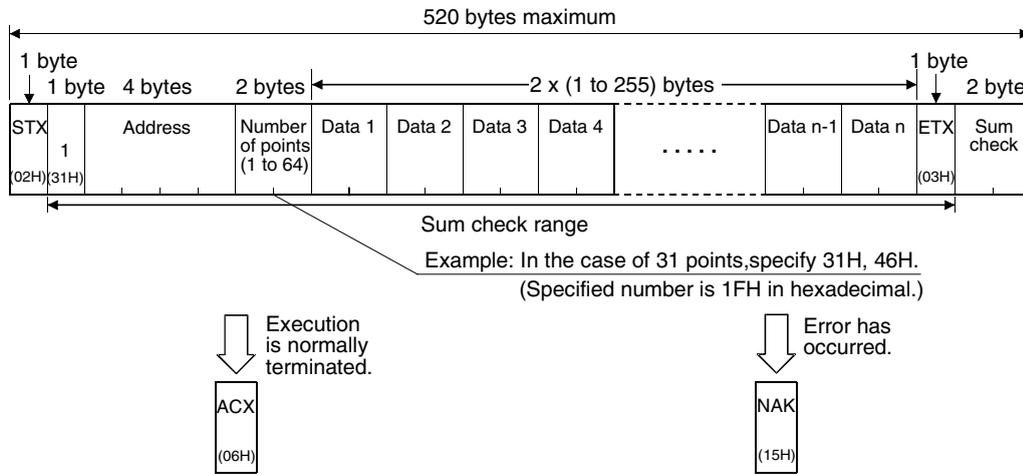 520 bytes maximum
1 byte
1 byte
1 byte 4 bytes 2 bytes 2 x (1 to 255) bytes 2 byte
STX 1 Address Number of points (1 to 64) Data 1 Data 2 Data 3 Data 4 ..... Data n-1 Data n ETX Sum check
(02H) (31H) (03H)
Sum check range
Example: In the case of 31 points,specify 31H, 46H.
(Specified number is 1FH in hexadecimal.)
Execution
is normally
terminated.
Error has
occurred.
ACX
(06H)
NAK
(15H)